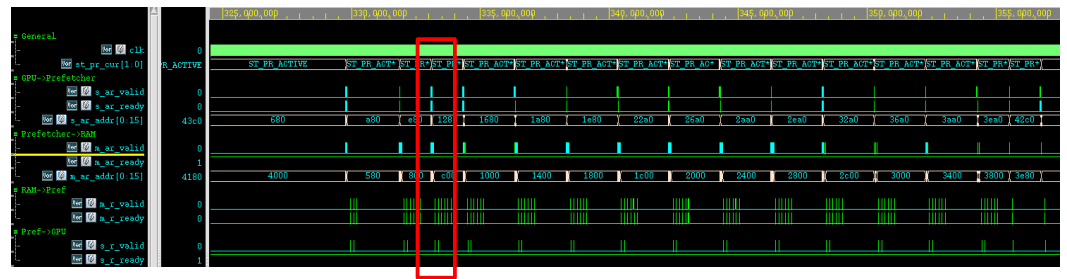 325,000,000 330,000,000 335,000,000 340,000,000 345,000,000 350,000,000 355,000,000
General
clk 0
st_pr_cur[1:0] R_ACTIVE ST_PR_ACTIVE ST_PR_ACT+ ST_PR+ ST_PR+ ST_PR_ACT+ ST_PR_ACT+ ST_PR_ACT+ ST_PR_ACT+ ST_PR_AC+ ST_PR_ACT+ ST_PR_ACT+ ST_PR_ACT+ ST_PR_ACT+ ST_PR_ACT+ ST_PR+ ST_PR+
GPU->Prefetcher
s_ar_valid 0
s_ar_ready 0
s_ar_addr[0:15] 43c0 680 a80 e80 1280 1680 1a80 1e80 22a0 26a0 2aa0 2ea0 32a0 36a0 3aa0 3ea0 42c0
Prefetcher->RAM
m_ar_valid 0
m_ar_ready 1
m_ar_addr[0:15] 4180 4000 580 800 c00 1000 1400 1800 1c00 2000 2400 2800 2c00 3000 3400 3800 3e80
RAM->Pref
m_r_valid 0
m_r_ready 0
Pref->GPU
s_r_valid 0
s_r_ready 1